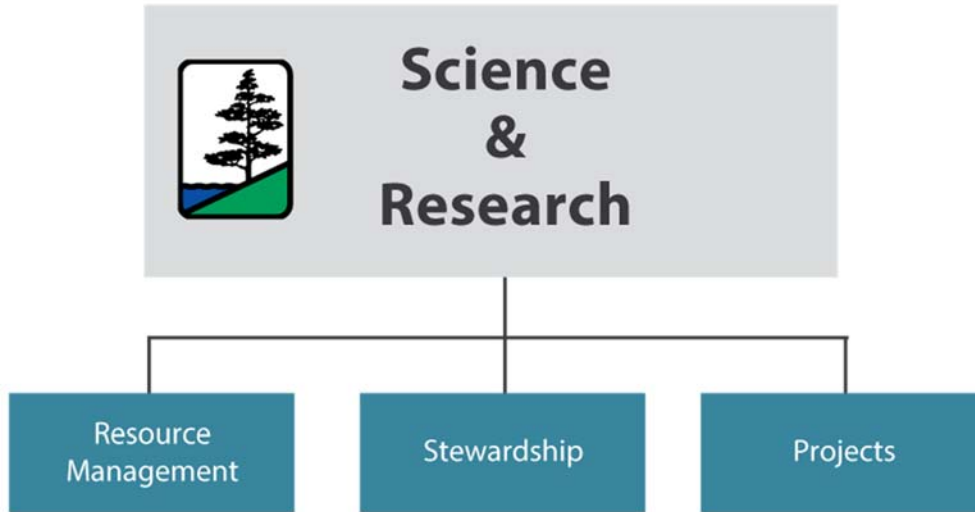 Science
&
Research
Resource
Management
Stewardship
Projects